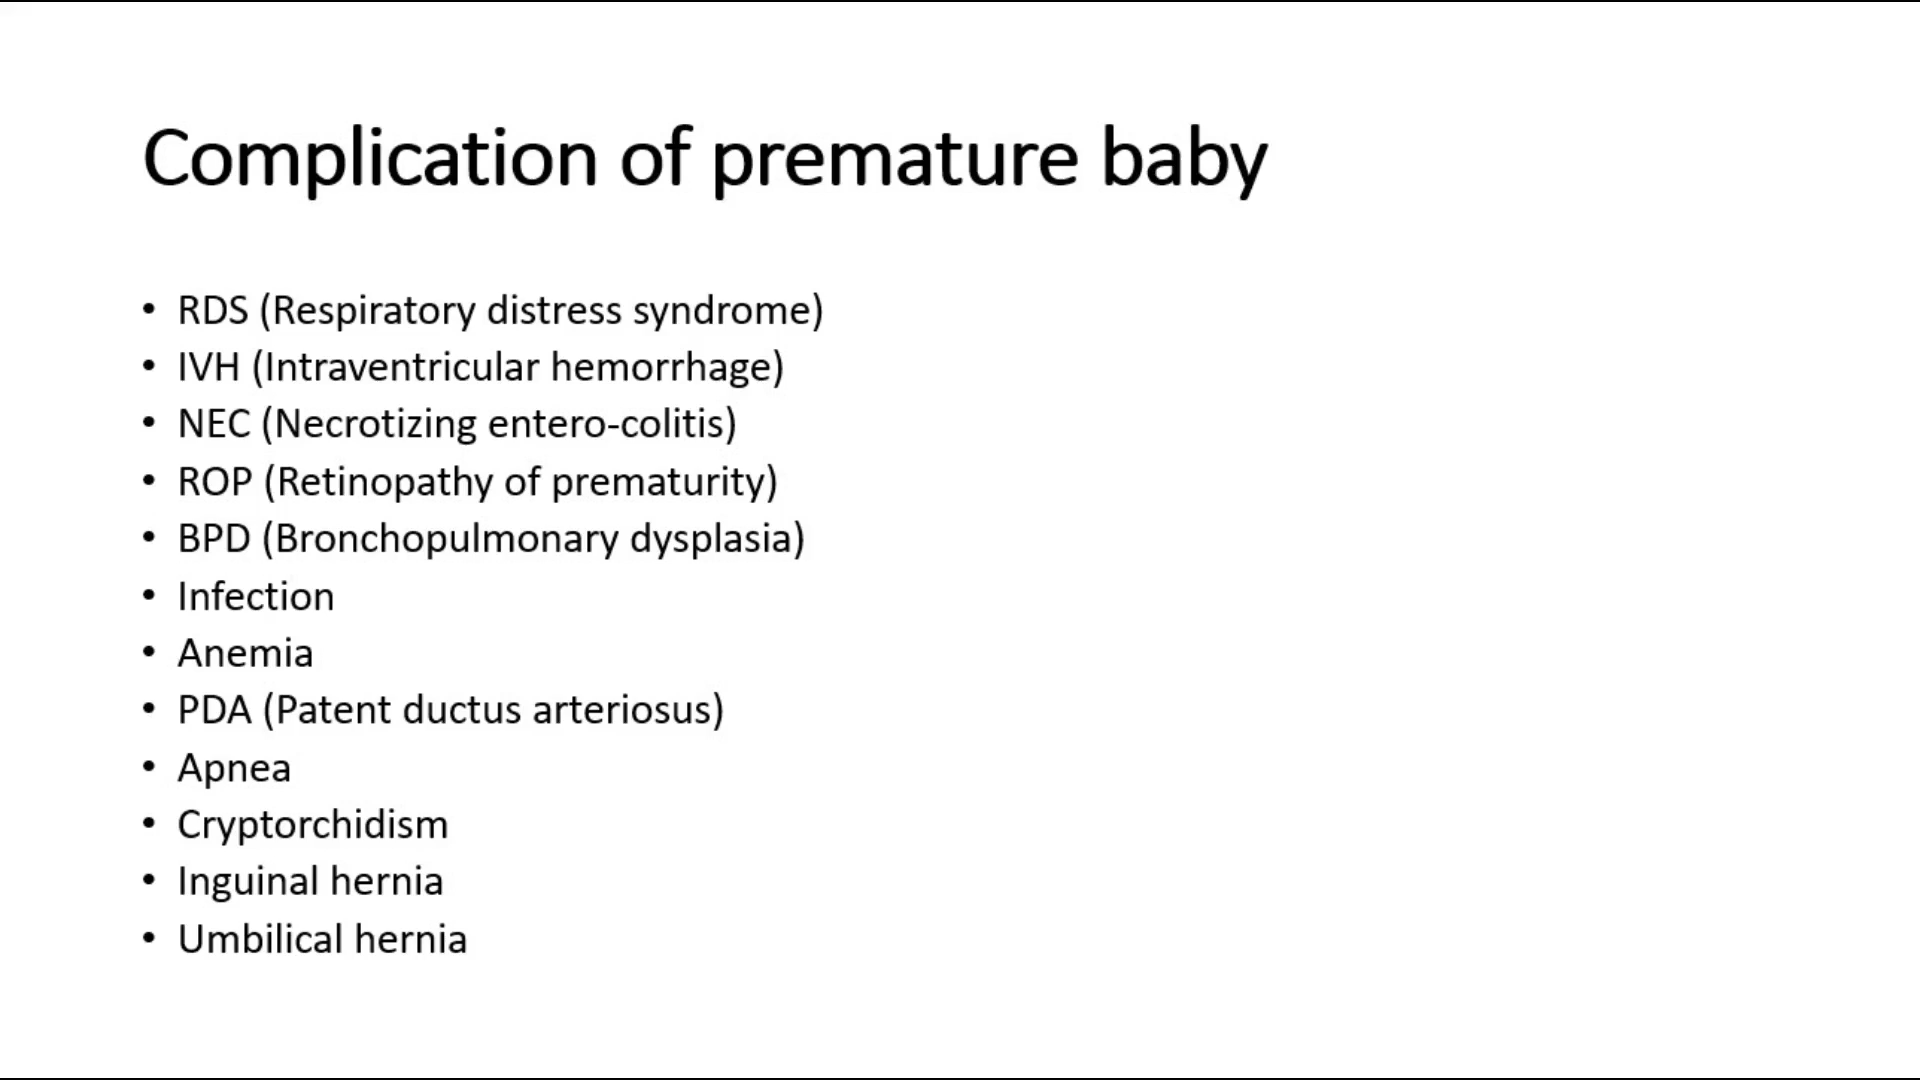 Complication of premature baby
• RDS (Respiratory distress syndrome)
• IVH (Intraventricular hemorrhage)
• NEC (Necrotizing entero-colitis)
• ROP (Retinopathy of prematurity)
• BPD (Bronchopulmonary dysplasia)
• Infection
• Anemia
• PDA (Patent ductus arteriosus)
• Apnea
• Cryptorchidism
• Inguinal hernia
• Umbilical hernia